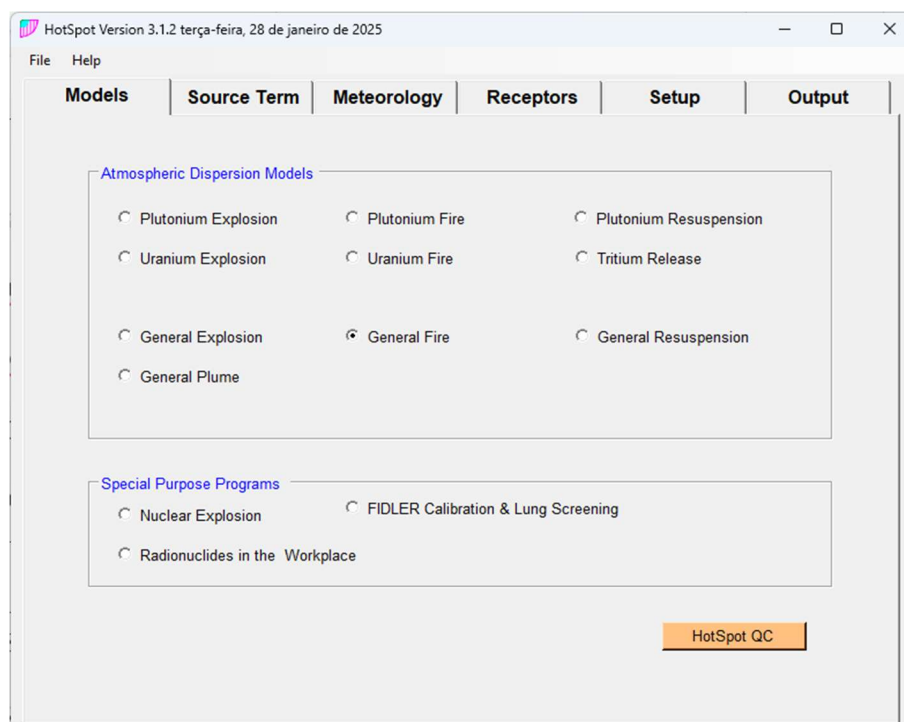 HotSpot Version 3.1.2 terça-feira, 28 de janeiro de 2025
File Help
Models Source Term Meteorology Receptors Setup Output
Atmospheric Dispersion Models
Plutonium Explosion Plutonium Fire Plutonium Resuspension
Uranium Explosion Uranium Fire Tritium Release
General Explosion General Fire General Resuspension
General Plume
Special Purpose Programs
Nuclear Explosion FIDLER Calibration & Lung Screening
Radionuclides in the Workplace
HotSpot QC